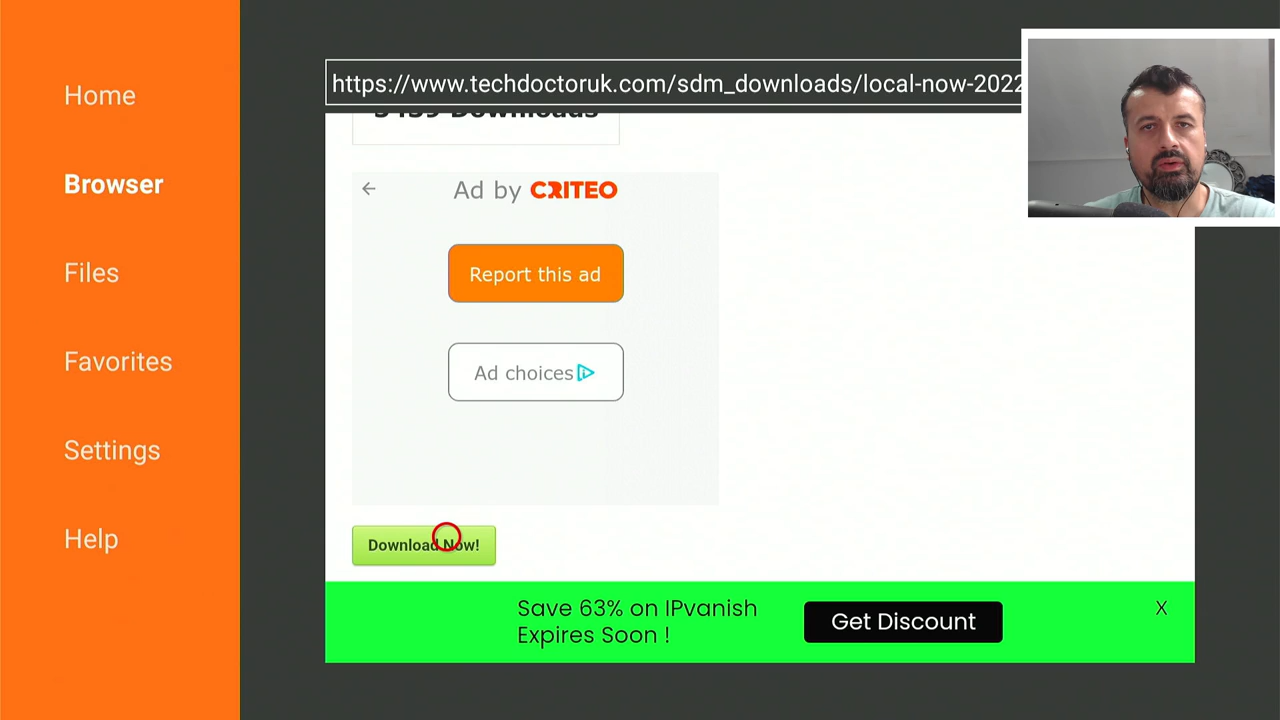 Home
Browser
Files
Favorites
Settings
Help
https://www.techdoctoruk.com/sdm_downloads/local-now-2022
Downloads
Ad by CRITEO
Report this ad
Ad choices
Download Now!
Save 63% on IPvanish
Expires Soon !
Get Discount
X